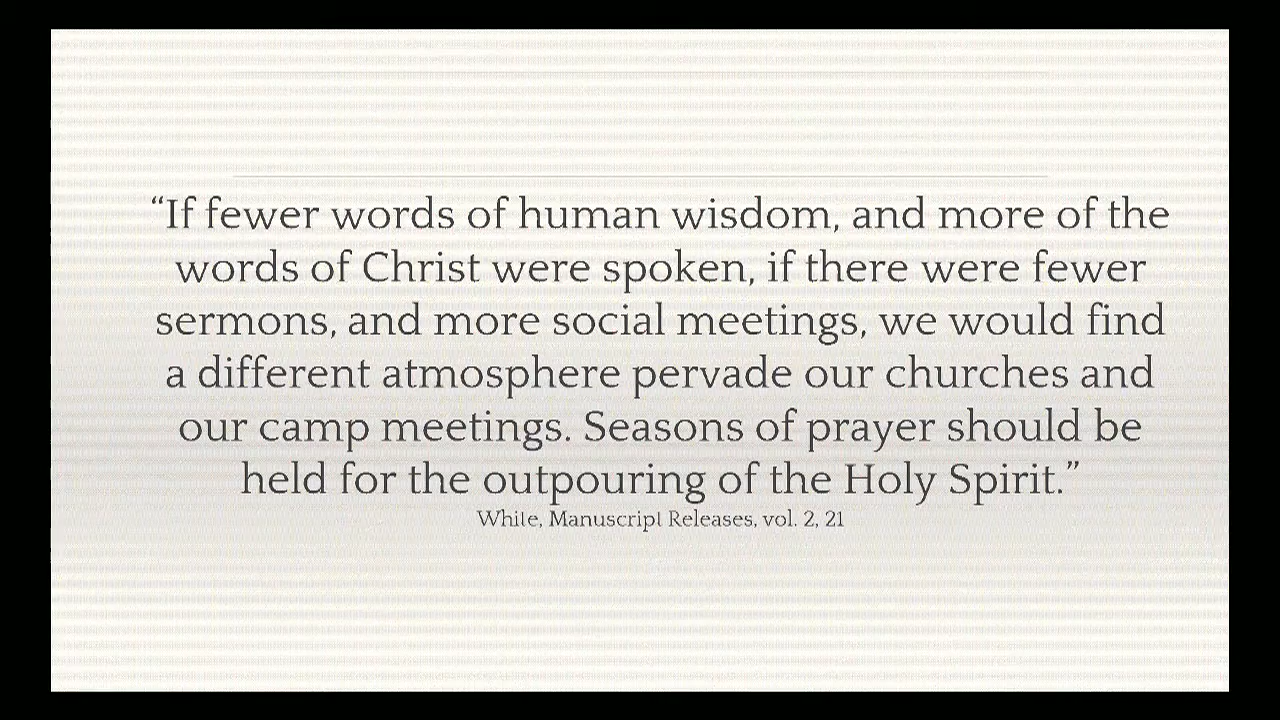 “If fewer words of human wisdom, and more of the
words of Christ were spoken, if there were fewer
sermons, and more social meetings, we would find
a different atmosphere pervade our churches and
our camp meetings. Seasons of prayer should be
held for the outpouring of the Holy Spirit.”
White, Manuscript Releases, vol. 2, 21